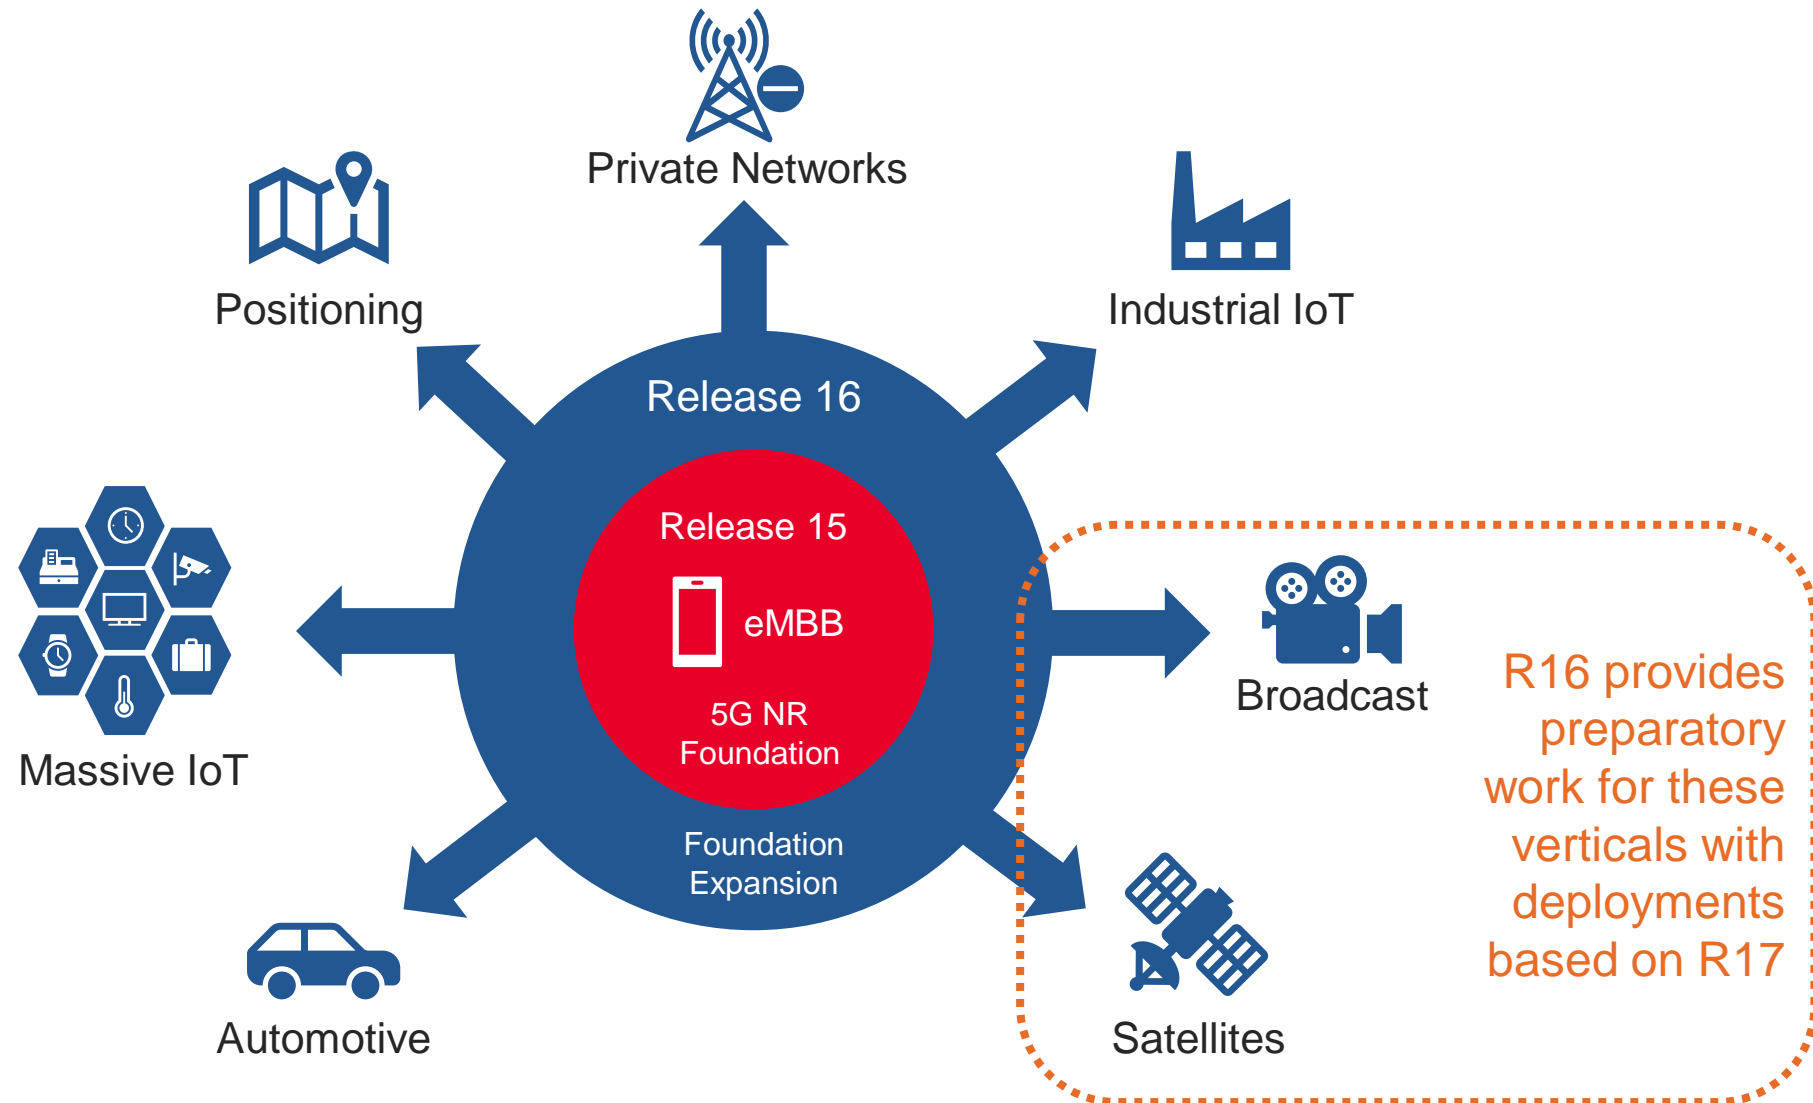 Private Networks
Positioning
Industrial IoT
Release 16
Release 15
eMBB
5G NR
Foundation
Foundation
Expansion
Massive IoT
Automotive
Broadcast
Satellites
R16 provides
preparatory
work for these
verticals with
deployments
based on R17